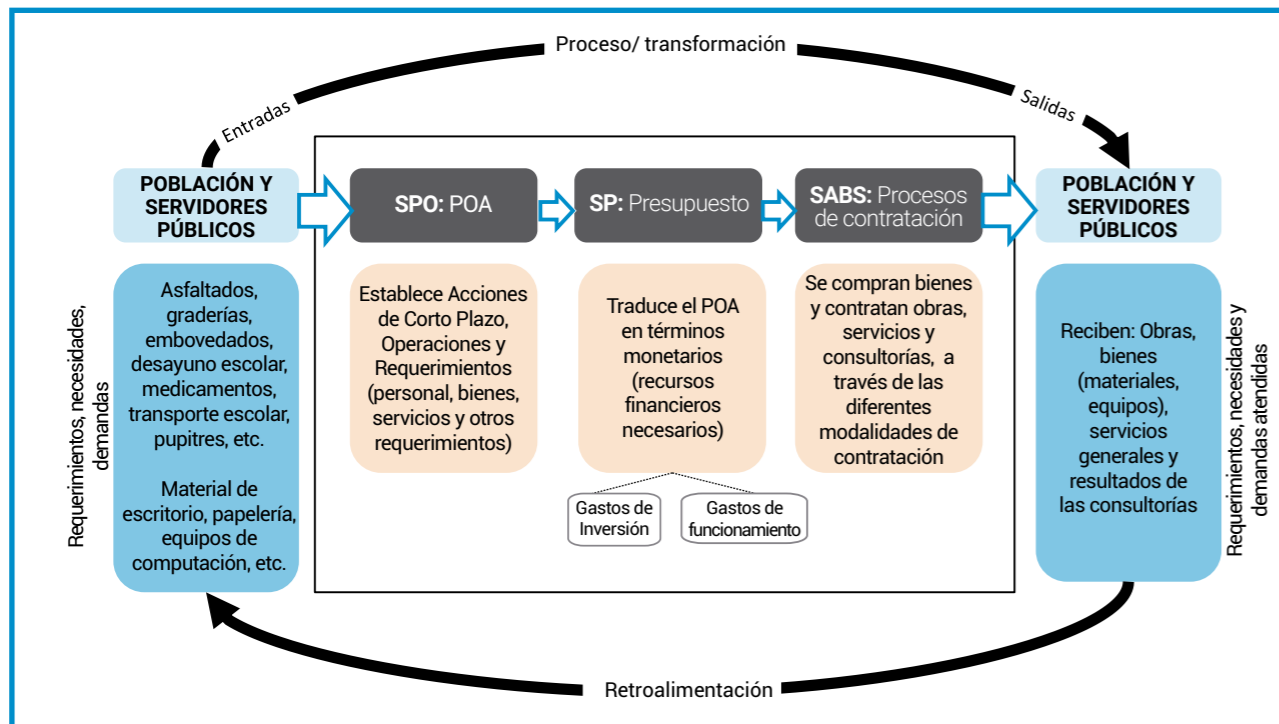 Proceso/ transformación
Entradas
Salidas
POBLACIÓN Y
SERVIDORES
PÚBLICOS
SPO: POA
SP: Presupuesto
SABS: Procesos
de contratación
POBLACIÓN Y
SERVIDORES
PÚBLICOS
Requerimientos, necesidades,
demandas
Asfaltados,
graderías,
embovedados,
desayuno escolar,
medicamentos,
transporte escolar,
pupitres, etc.
Material de
escritorio, papelería,
equipos de
computación, etc.
Establece Acciones
de Corto Plazo,
Operaciones y
Requerimientos
(personal, bienes,
servicios y otros
requerimientos)
Traduce el POA
en términos
monetarios
(recursos
financieros
necesarios)
Gastos de
Inversión
Gastos de
funcionamiento
Se compran bienes
y contratan obras,
servicios y
consultorías, a
través de las
diferentes
modalidades de
contratación
Reciben: Obras,
bienes
(materiales,
equipos),
servicios
generales y
resultados de
las consultorías
Requerimientos, necesidades y
demandas atendidas
Retroalimentación